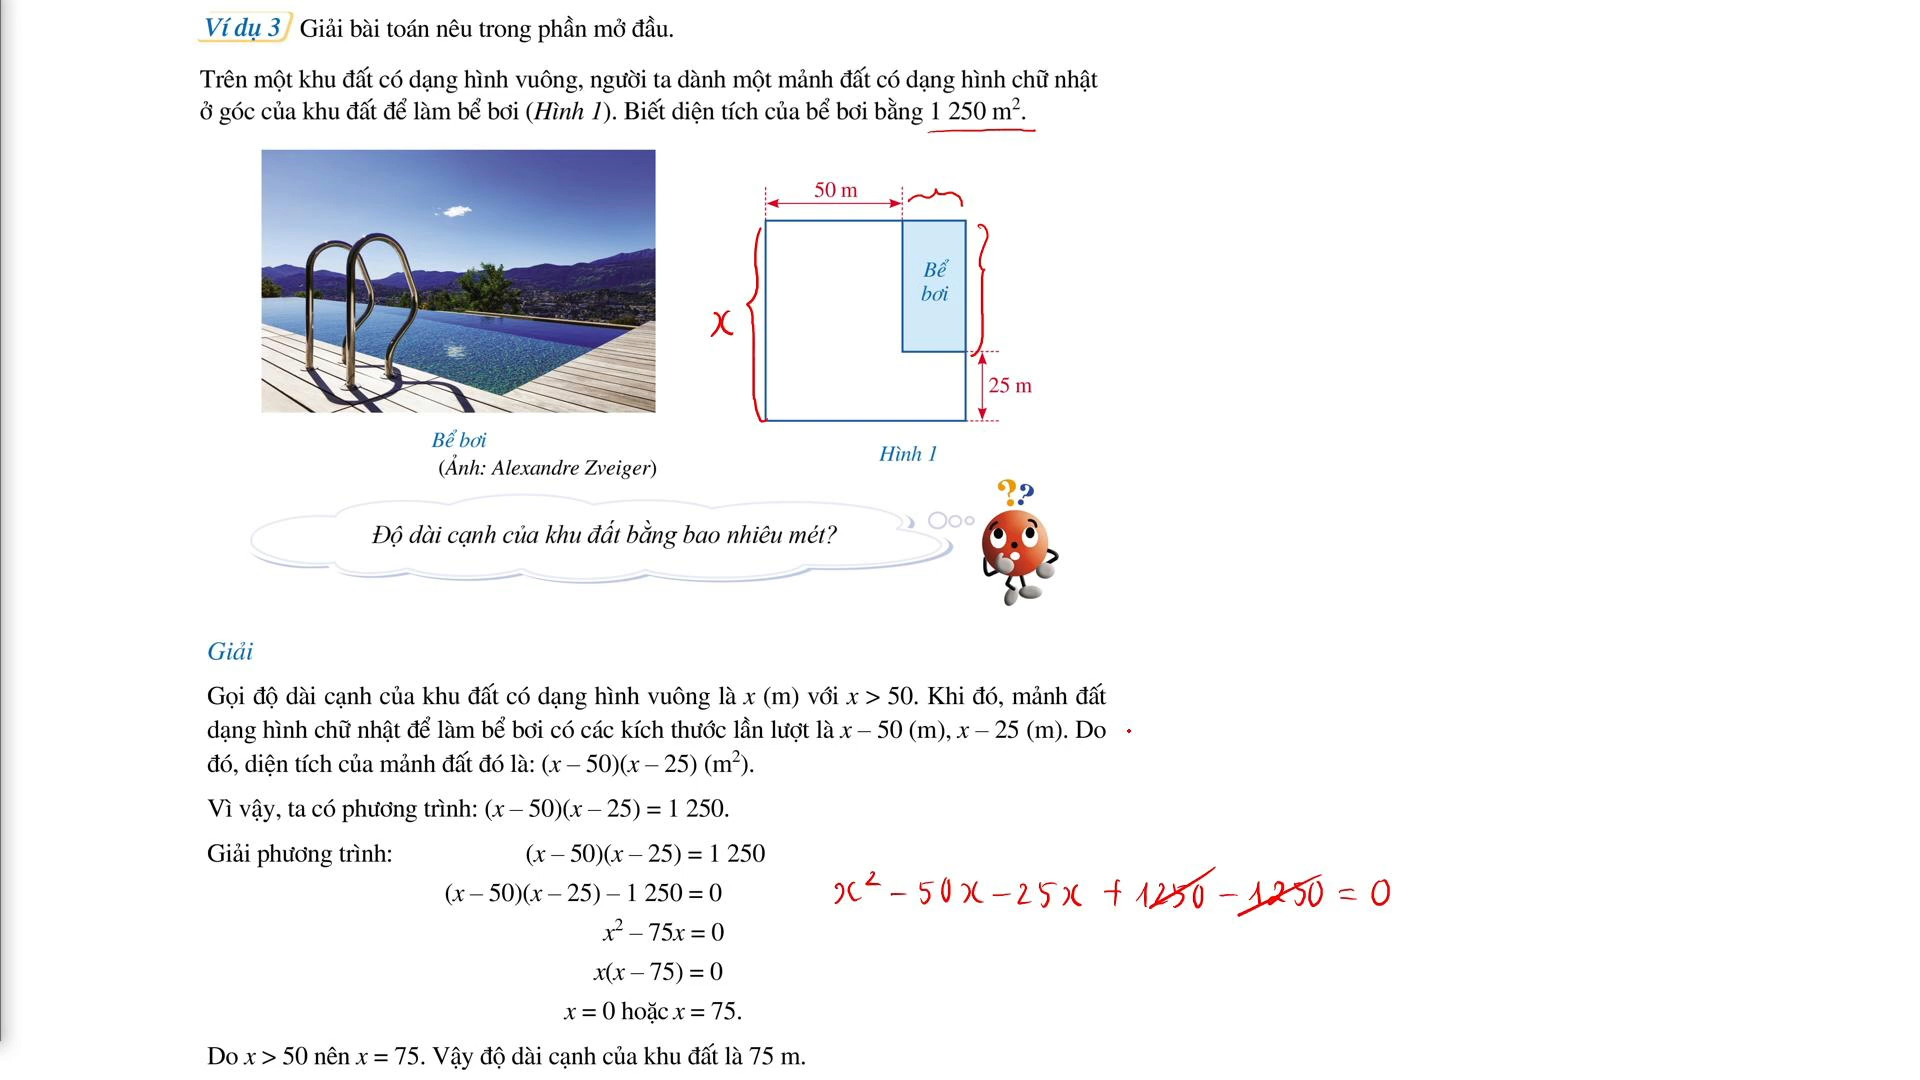 Ví dụ 3 Giải bài toán nêu trong phần mở đầu.
Trên một khu đất có dạng hình vuông, người ta dành một mảnh đất có dạng hình chữ nhật
ở góc của khu đất để làm bể bơi (Hình 1). Biết diện tích của bể bơi bằng 1 250 m².
50 m
Bể
bơi
x
25 m
Bể bơi
(Ảnh: Alexandre Zveiger)
Hình 1
??
Độ dài cạnh của khu đất bằng bao nhiêu mét?
Giải
Gọi độ dài cạnh của khu đất có dạng hình vuông là x (m) với x > 50. Khi đó, mảnh đất
dạng hình chữ nhật để làm bể bơi có các kích thước lần lượt là x – 50 (m), x – 25 (m). Do
đó, diện tích của mảnh đất đó là: (x – 50)(x – 25) (m²).
Vì vậy, ta có phương trình: (x – 50)(x – 25) = 1 250.
Giải phương trình: (x – 50)(x – 25) = 1 250
(x – 50)(x – 25) – 1 250 = 0 x² – 50x – 25x + 1250 – 1250 = 0
x² – 75x = 0
x(x – 75) = 0
x = 0 hoặc x = 75.
Do x > 50 nên x = 75. Vậy độ dài cạnh của khu đất là 75 m.